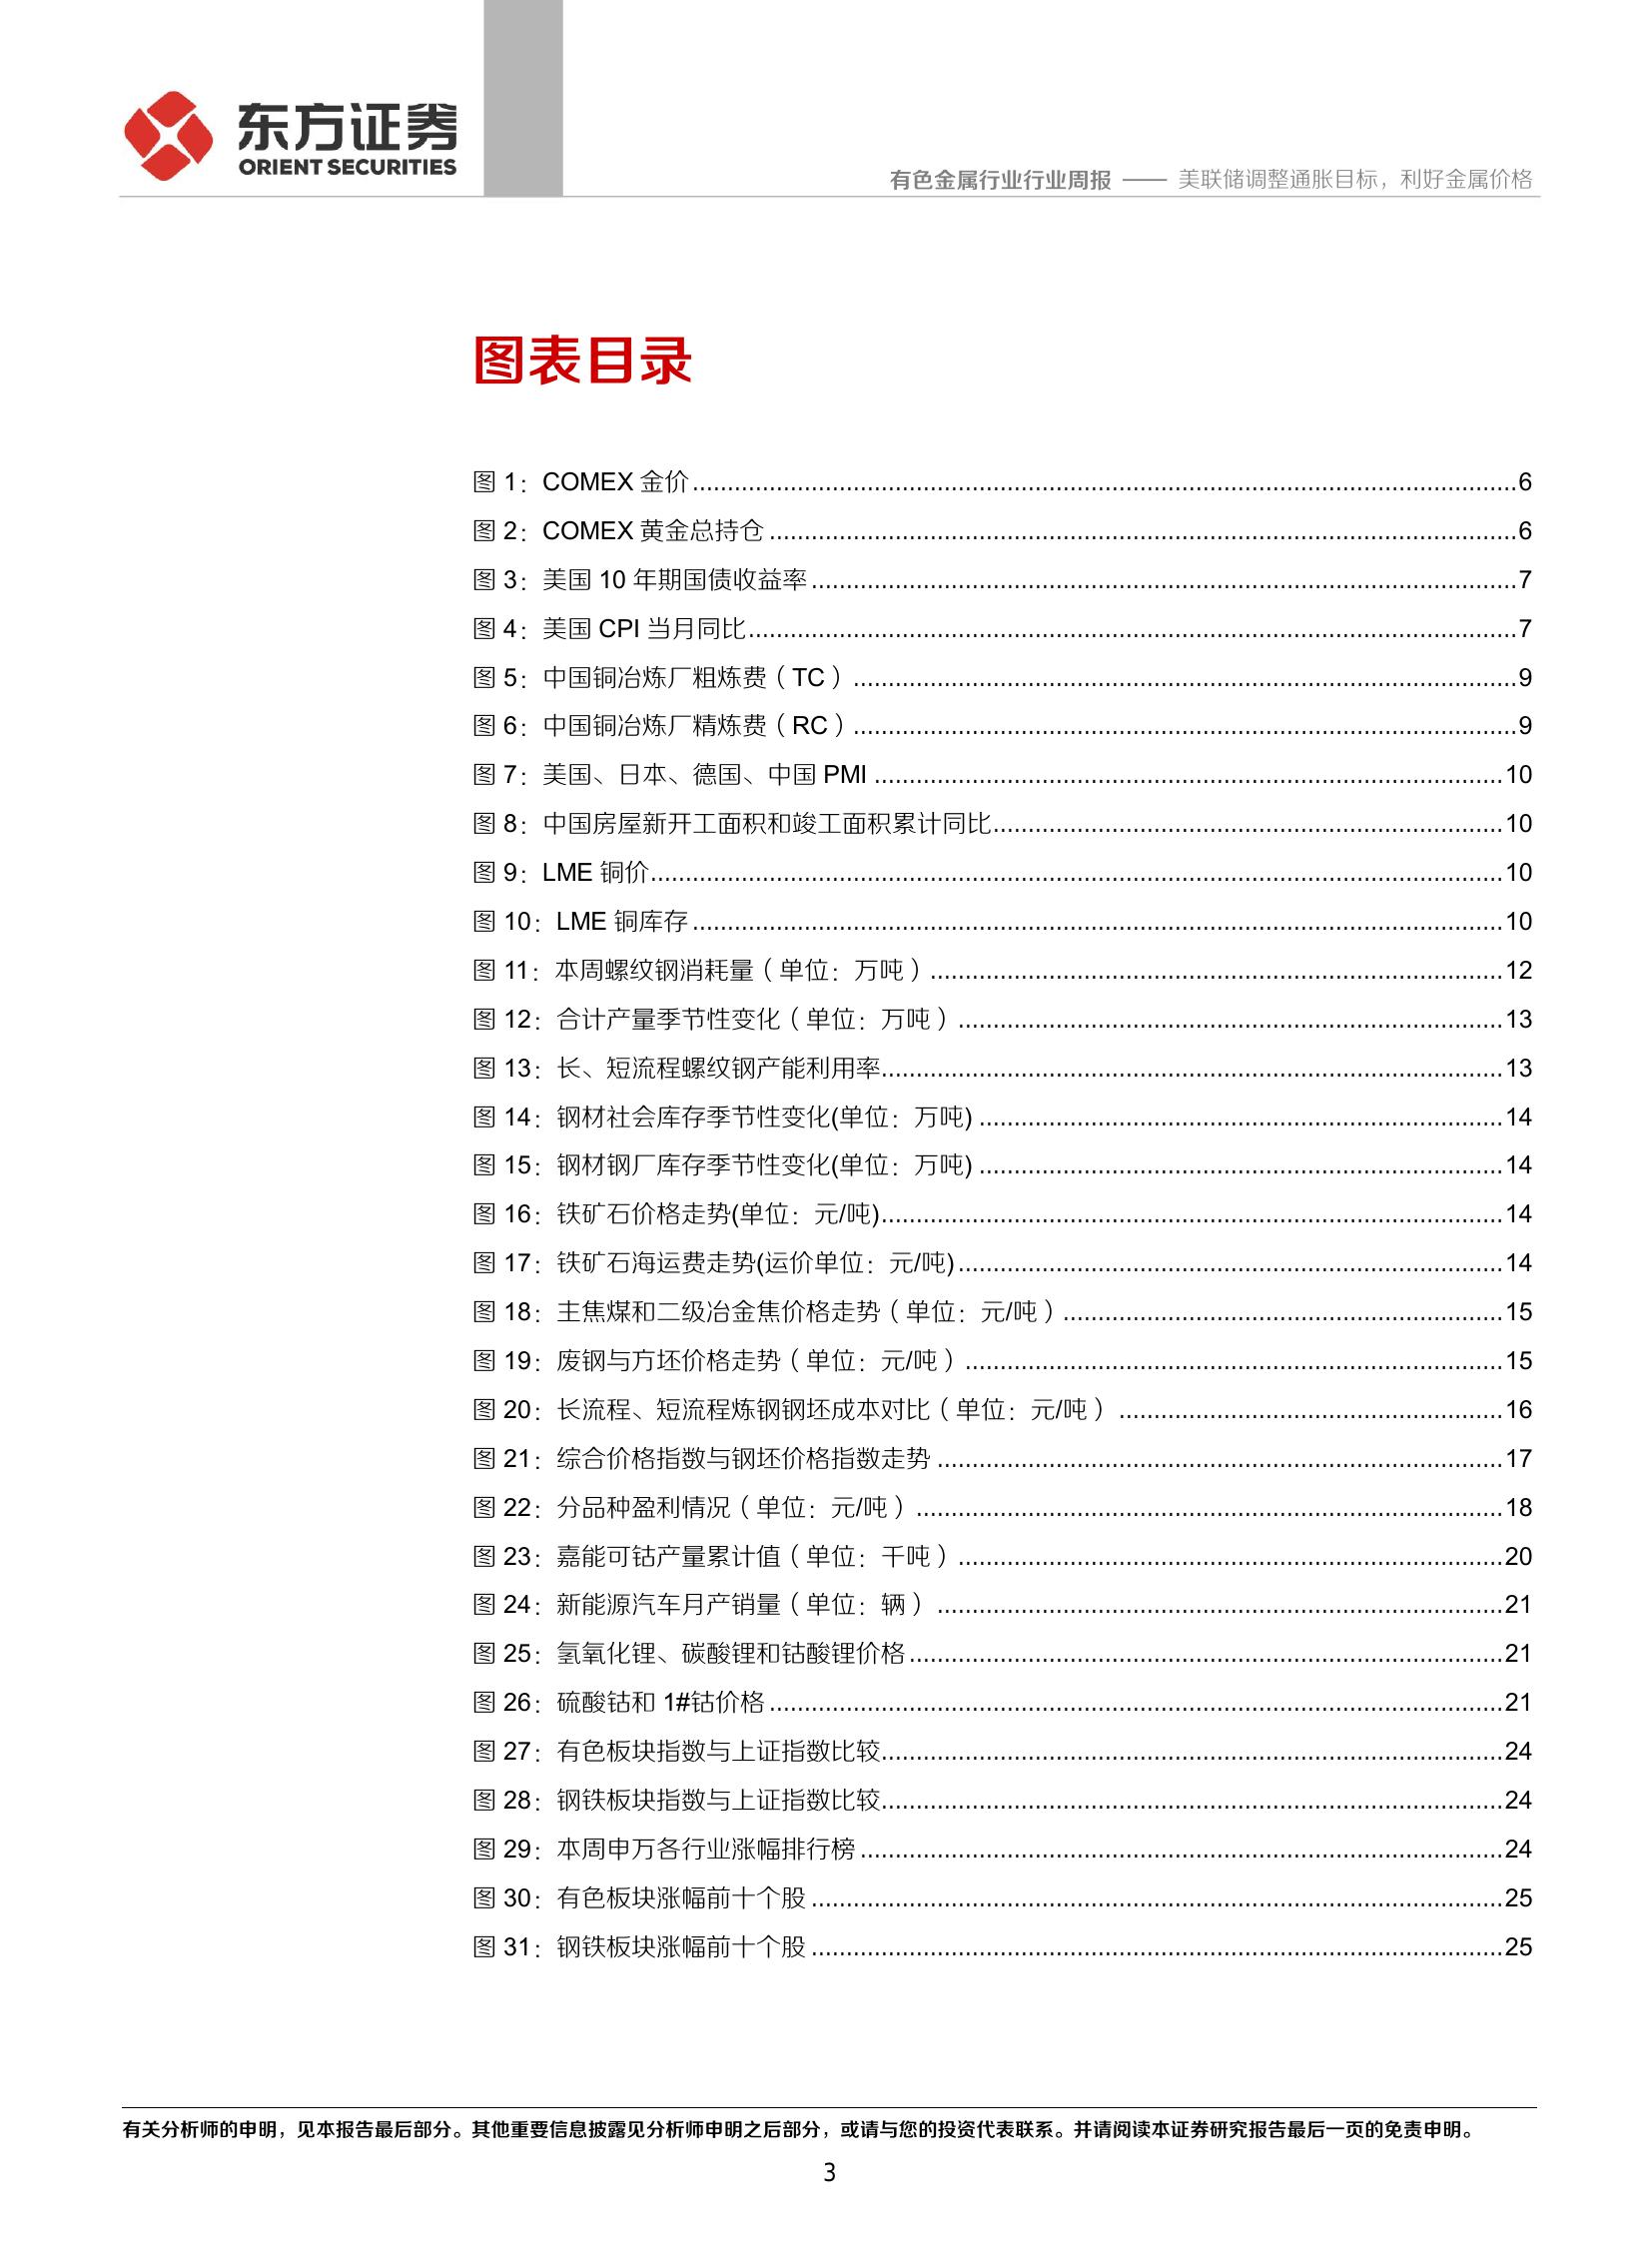 东方证券
ORIENT SECURITIES
有色金属行业行业周报 —— 美联储调整通胀目标，利好金属价格
图表目录
图 1：COMEX 金价........................6
图 2：COMEX 黄金总持仓........................6
图 3：美国 10 年期国债收益率........................7
图 4：美国 CPI 当月同比........................7
图 5：中国铜冶炼厂粗炼费（TC）........................9
图 6：中国铜冶炼厂精炼费（RC）........................9
图 7：美国、日本、德国、中国 PMI........................10
图 8：中国房屋新开工面积和竣工面积累计同比........................10
图 9：LME 铜价........................10
图 10：LME 铜库存........................10
图 11：本周螺纹钢消耗量（单位：万吨）........................12
图 12：合计产量季节性变化（单位：万吨）........................13
图 13：长、短流程螺纹钢产能利用率........................13
图 14：钢材社会库存季节性变化(单位：万吨)........................14
图 15：钢材钢厂库存季节性变化(单位：万吨)........................14
图 16：铁矿石价格走势(单位：元/吨)........................14
图 17：铁矿石海运费走势(运价单位：元/吨)........................14
图 18：主焦煤和二级冶金焦价格走势（单位：元/吨）........................15
图 19：废钢与方坯价格走势（单位：元/吨）........................15
图 20：长流程、短流程炼钢钢坯成本对比（单位：元/吨）........................16
图 21：综合价格指数与钢坯价格指数走势........................17
图 22：分品种盈利情况（单位：元/吨）........................18
图 23：嘉能可钴产量累计值（单位：干吨）........................20
图 24：新能源汽车月产销量（单位：辆）........................21
图 25：氢氧化锂、碳酸锂和钴酸锂价格........................21
图 26：硫酸钴和 1#钴价格........................21
图 27：有色板块指数与上证指数比较........................24
图 28：钢铁板块指数与上证指数比较........................24
图 29：本周申万各行业涨幅排行榜........................24
图 30：有色板块涨幅前十个股........................25
图 31：钢铁板块涨幅前十个股........................25
有关分析师的申明，见本报告最后部分。其他重要信息披露见分析师申明之后部分，或请与您的投资代表联系。并请阅读本证券研究报告最后一页的免责申明。
3